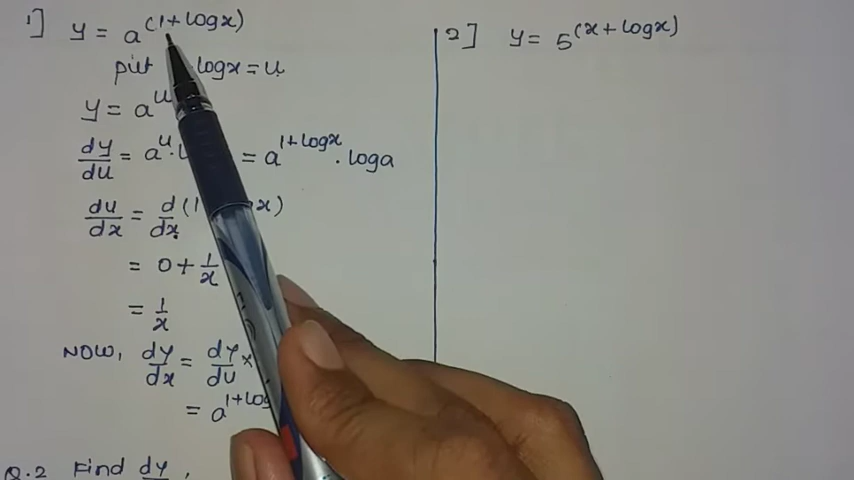 1] y = a^(1+logx)
put logx = u
y = a^u
dy/du = a^u. = a^1+logx . loga
du/dx = d/dx (1 x)
= 0 + 1/x
= 1/x
NOW, dy/dx = dy/du ×
= a^1+log
Q.2 Find dy
2] y = 5^(x+logx)